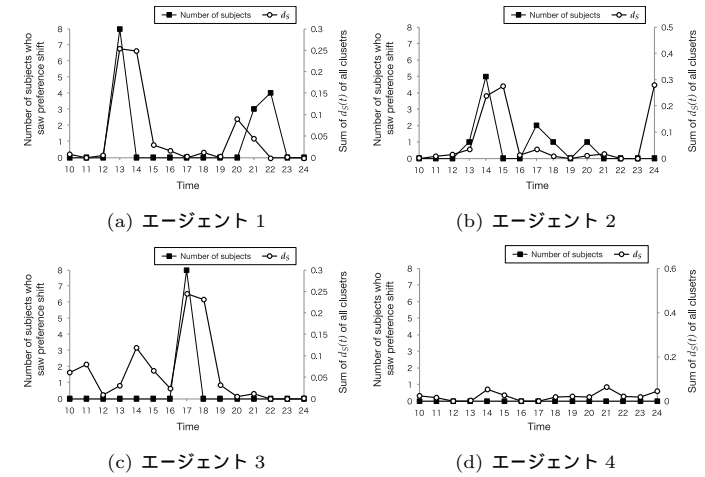 Number of subjects dS
Number of subjects who
saw preference shift
8
7
6
5
4
3
2
1
0
0.3
0.25
0.2
0.15
0.1
0.05
0
Sum of dS(t) of all clusetrs
10 11 12 13 14 15 16 17 18 19 20 21 22 23 24
Time
(a) エージェント 1
Number of subjects dS
Number of subjects who
saw preference shift
8
7
6
5
4
3
2
1
0
0.5
0.4
0.3
0.2
0.1
0
Sum of dS(t) of all clusetrs
10 11 12 13 14 15 16 17 18 19 20 21 22 23 24
Time
(b) エージェント 2
Number of subjects dS
Number of subjects who
saw preference shift
8
7
6
5
4
3
2
1
0
0.3
0.25
0.2
0.15
0.1
0.05
0
Sum of dS(t) of all clusetrs
10 11 12 13 14 15 16 17 18 19 20 21 22 23 24
Time
(c) エージェント 3
Number of subjects dS
Number of subjects who
saw preference shift
8
7
6
5
4
3
2
1
0
0.6
0.4
0.2
0
Sum of dS(t) of all clusetrs
10 11 12 13 14 15 16 17 18 19 20 21 22 23 24
Time
(d) エージェント 4